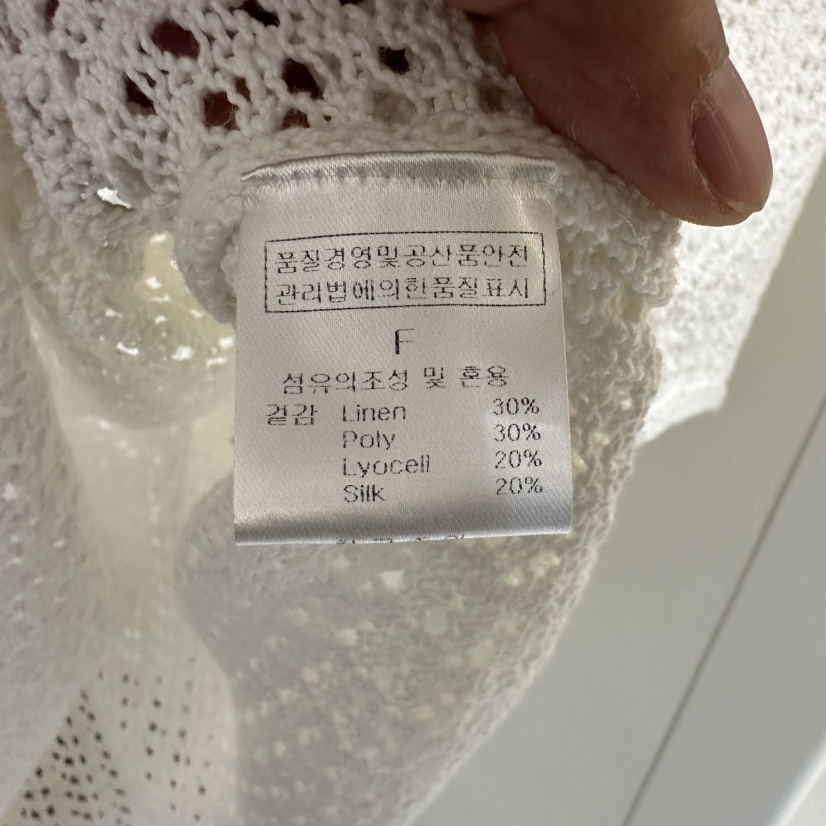 품질경영및공산품안전
관리법에의한품질표시
F
섬유의조성 및 혼용
겉감 Linen 30%
Poly 30%
Lyocell 20%
Silk 20%